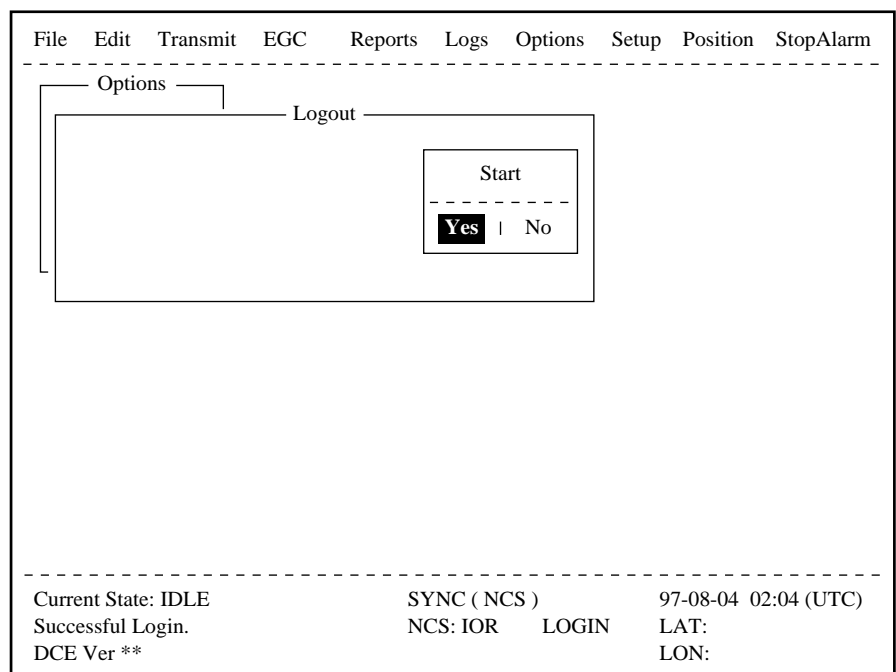 File Edit Transmit EGC Reports Logs Options Setup Position StopAlarm
Options
Logout
Start
Yes | No
Current State: IDLE SYNC ( NCS ) 97-08-04 02:04 (UTC)
Successful Login. NCS: IOR LOGIN LAT:
DCE Ver ** LON: